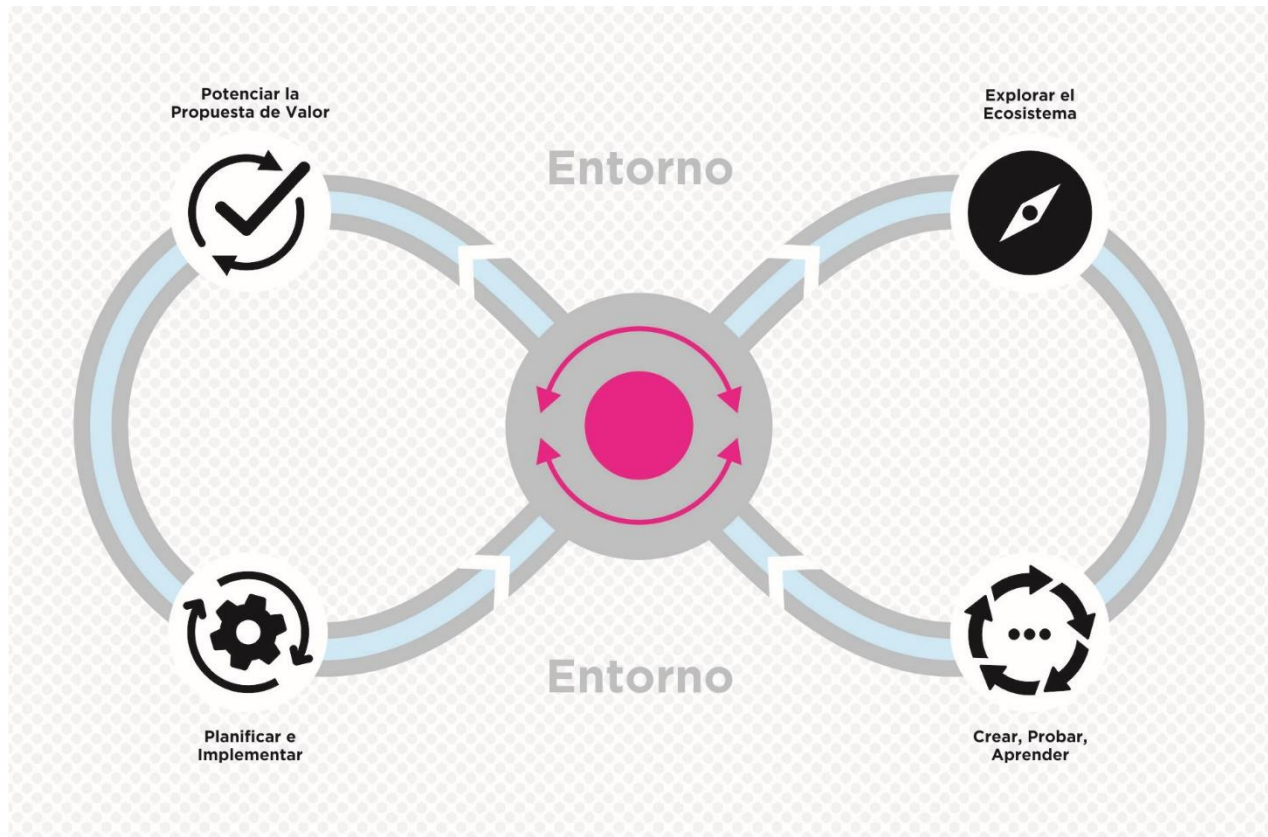 Potenciar la
Propuesta de Valor
Explorar el
Ecosistema
Entorno
Entorno
Planificar e
Implementar
Crear, Probar,
Aprender